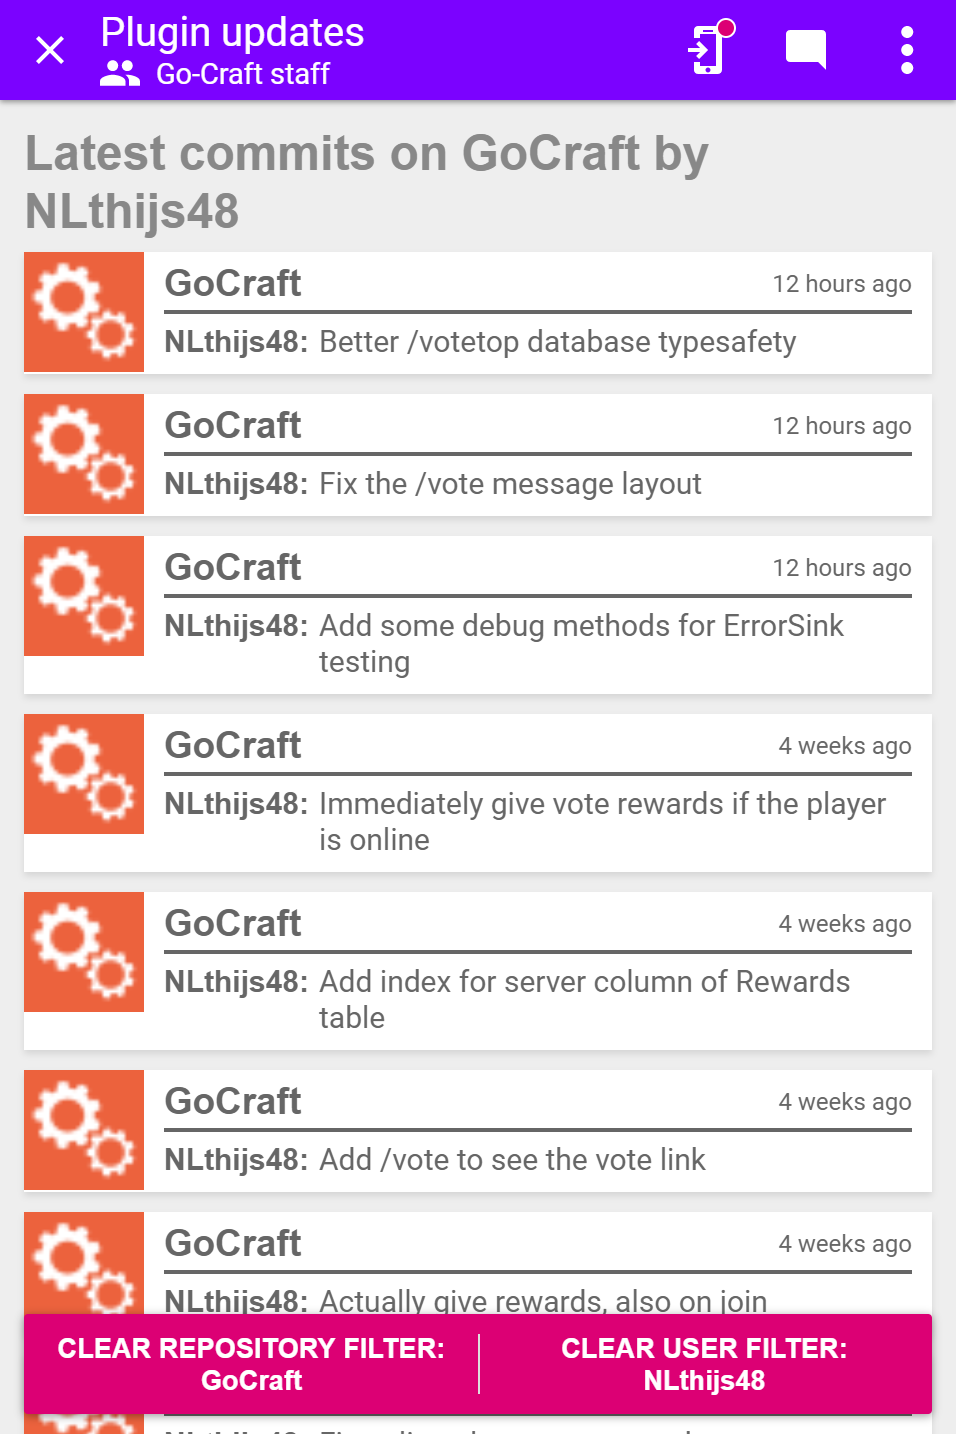 Plugin updates
Go-Craft staff
Latest commits on GoCraft by
NLthijs48
GoCraft
12 hours ago
NLthijs48: Better /votetop database typesafety
GoCraft
12 hours ago
NLthijs48: Fix the /vote message layout
GoCraft
12 hours ago
NLthijs48: Add some debug methods for ErrorSink
testing
GoCraft
4 weeks ago
NLthijs48: Immediately give vote rewards if the player
is online
GoCraft
4 weeks ago
NLthijs48: Add index for server column of Rewards
table
GoCraft
4 weeks ago
NLthijs48: Add /vote to see the vote link
GoCraft
4 weeks ago
NLthijs48: Actually give rewards, also on join
CLEAR REPOSITORY FILTER:
GoCraft
CLEAR USER FILTER:
NLthijs48